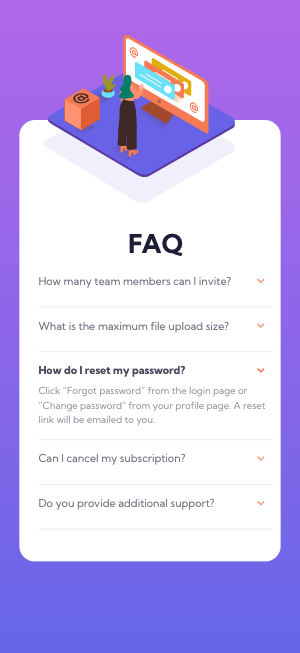 FAQ
How many team members can I invite?
What is the maximum file upload size?
How do I reset my password?
Click “Forgot password” from the login page or
“Change password” from your profile page. A reset
link will be emailed to you.
Can I cancel my subscription?
Do you provide additional support?